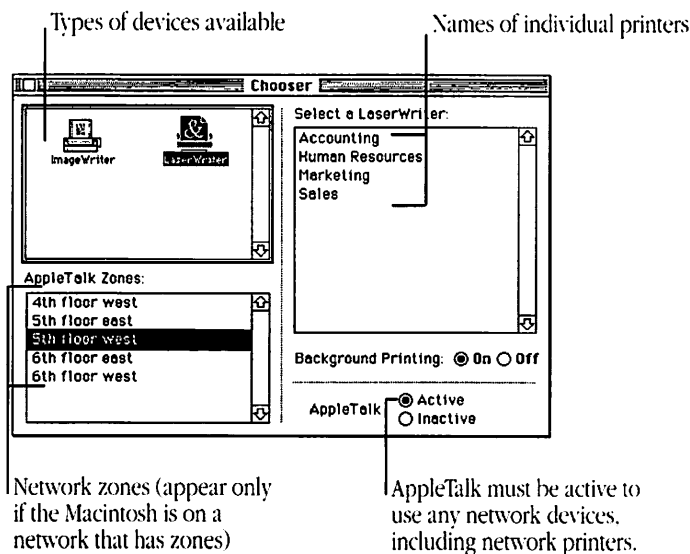 Types of devices available
Names of individual printers
Chooser
ImageWriter
LaserWriter
Select a LaserWriter:
Accounting
Human Resources
Marketing
Sales
AppleTalk Zones:
4th floor west
5th floor east
5th floor west
6th floor east
6th floor west
Background Printing: On Off
AppleTalk Active
Inactive
Network zones (appear only
if the Macintosh is on a
network that has zones)
AppleTalk must be active to
use any network devices,
including network printers.